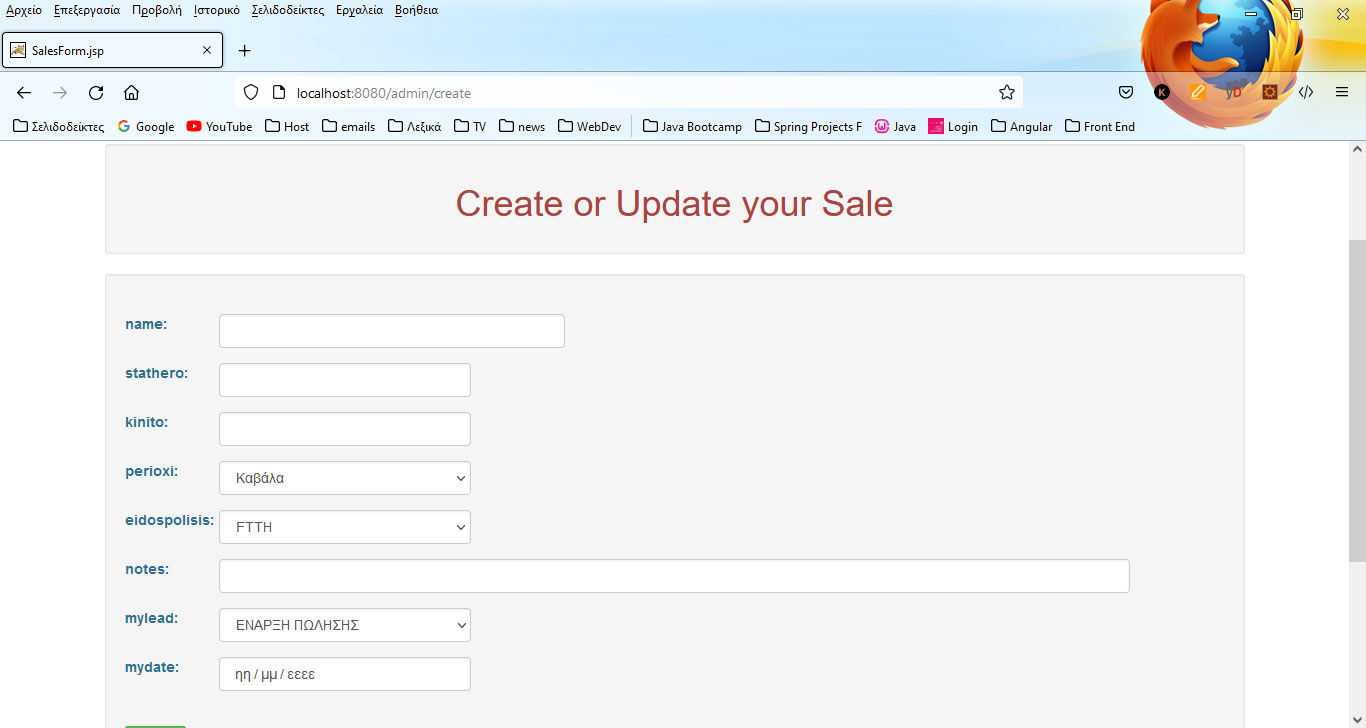 Αρχείο Επεξεργασία Προβολή Ιστορικό Σελιδοδείκτες Εργαλεία Βοήθεια
SalesForm.jsp
localhost:8080/admin/create
Σελιδοδείκτες Google YouTube Host emails Λεξικά TV news WebDev Java Bootcamp Spring Projects F Java Login Angular Front End
Create or Update your Sale
name:
stathero:
kinito:
perioxi: Καβάλα
eidospolisis: FTTH
notes:
mylead: ΕΝΑΡΞΗ ΠΩΛΗΣΗΣ
mydate: ηη / μμ / εεεε